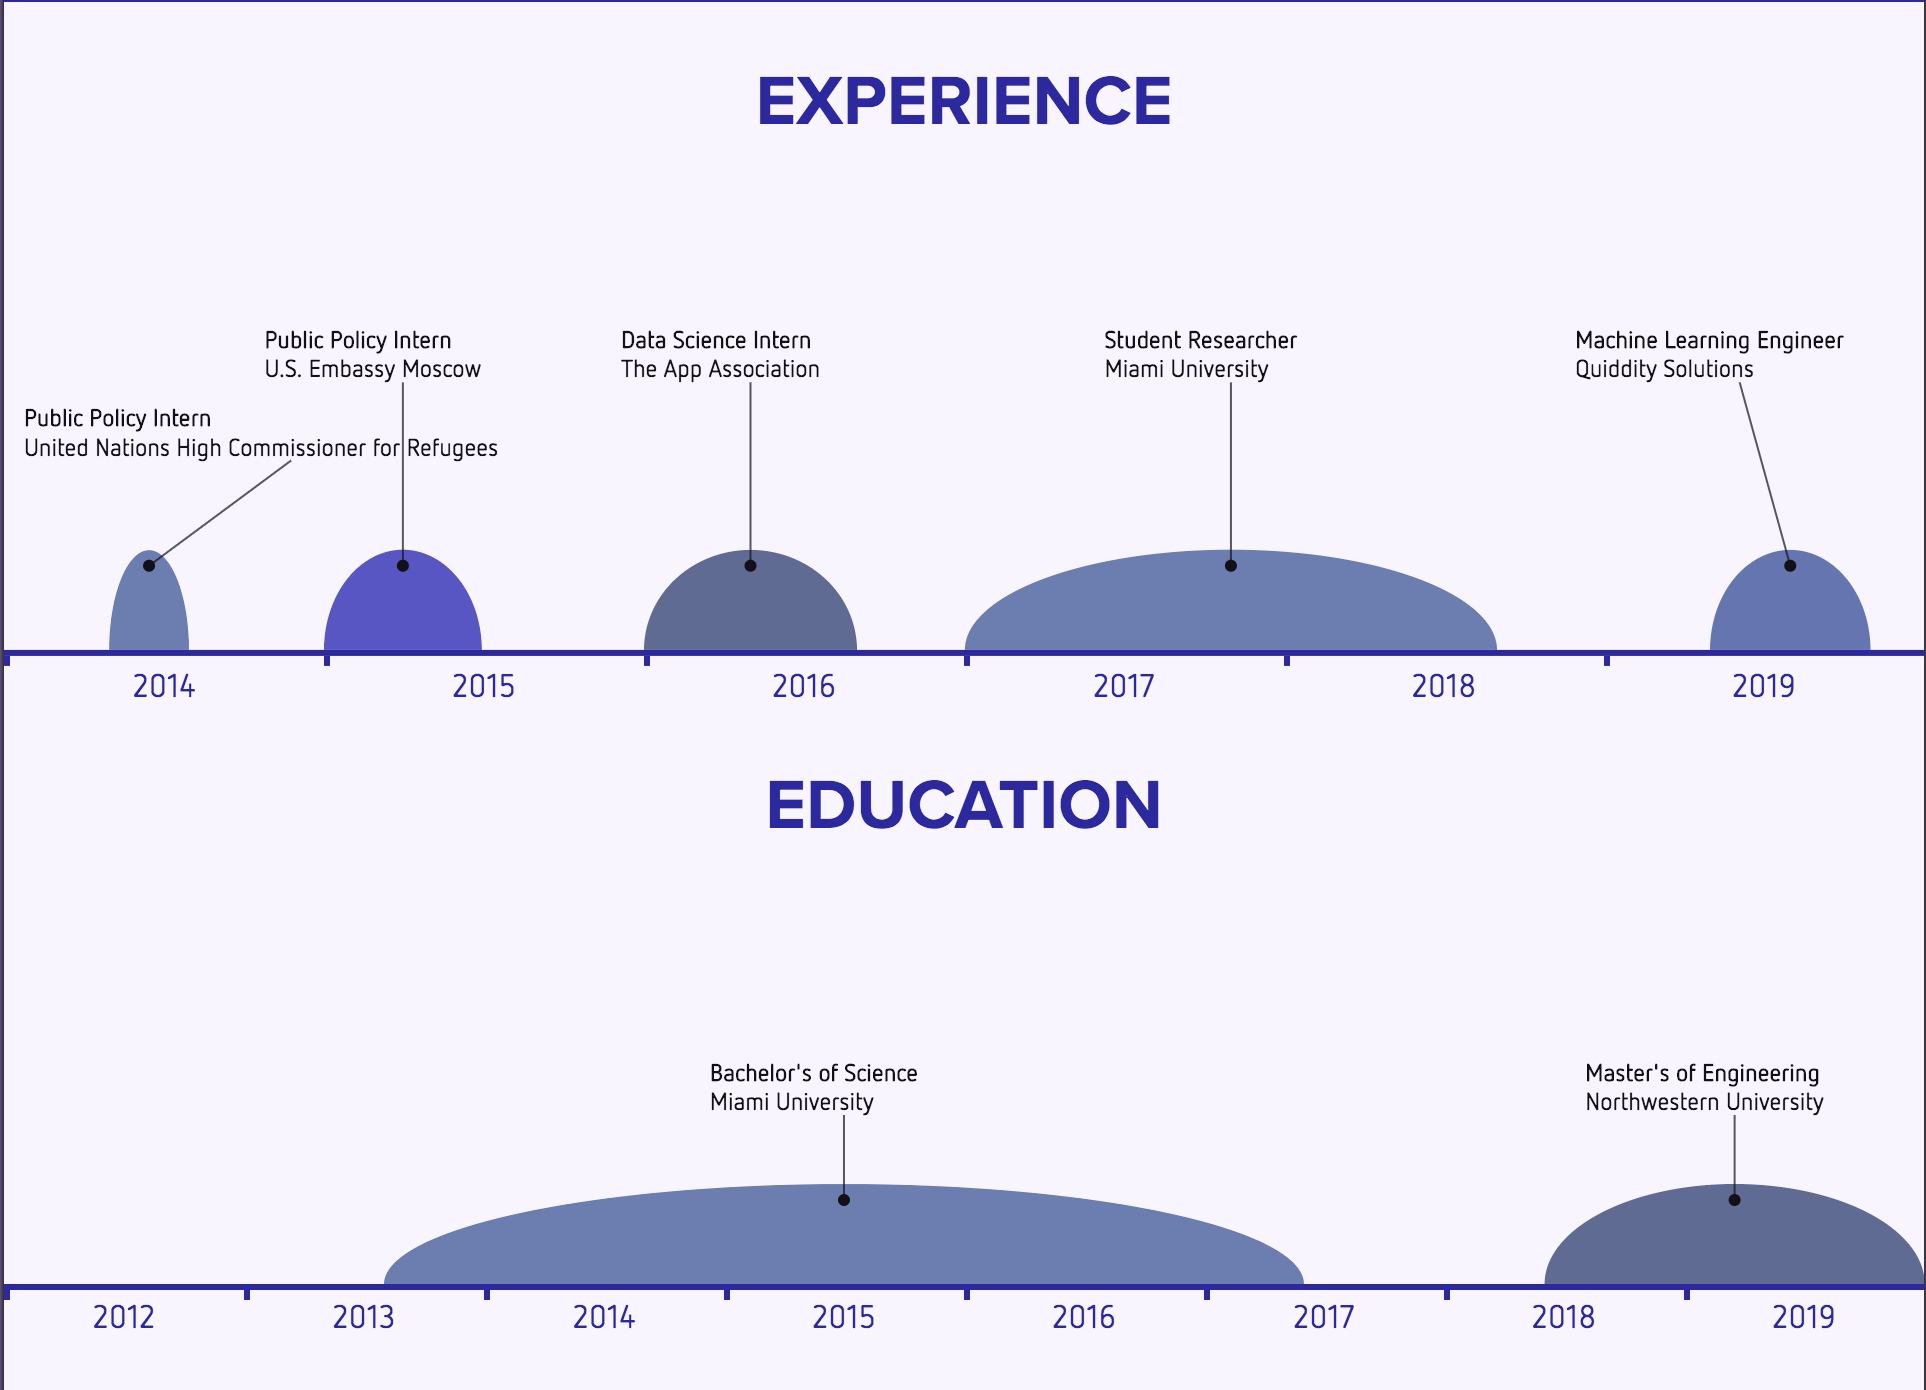 EXPERIENCE
Public Policy Intern
U.S. Embassy Moscow
Data Science Intern
The App Association
Student Researcher
Miami University
Machine Learning Engineer
Quiddity Solutions
Public Policy Intern
United Nations High Commissioner for Refugees
2014 2015 2016 2017 2018 2019
EDUCATION
Bachelor's of Science
Miami University
Master's of Engineering
Northwestern University
2012 2013 2014 2015 2016 2017 2018 2019